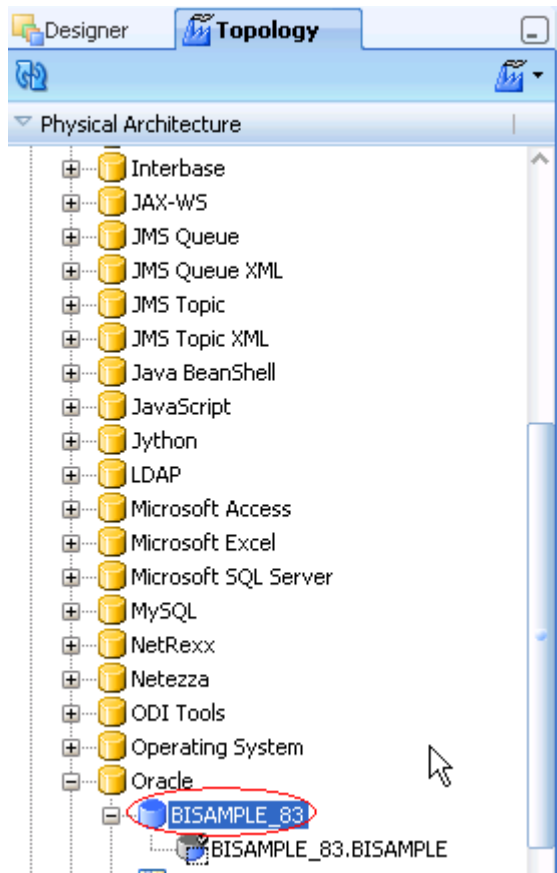 Designer
Topology
Physical Architecture
Interbase
JAX-WS
JMS Queue
JMS Queue XML
JMS Topic
JMS Topic XML
Java BeanShell
JavaScript
Jython
LDAP
Microsoft Access
Microsoft Excel
Microsoft SQL Server
MySQL
NetRexx
Netezza
ODI Tools
Operating System
Oracle
BISAMPLE_83
BISAMPLE_83.BISAMPLE